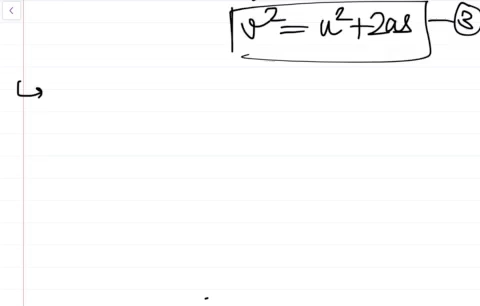 v² = u² + 2as — ③
↳